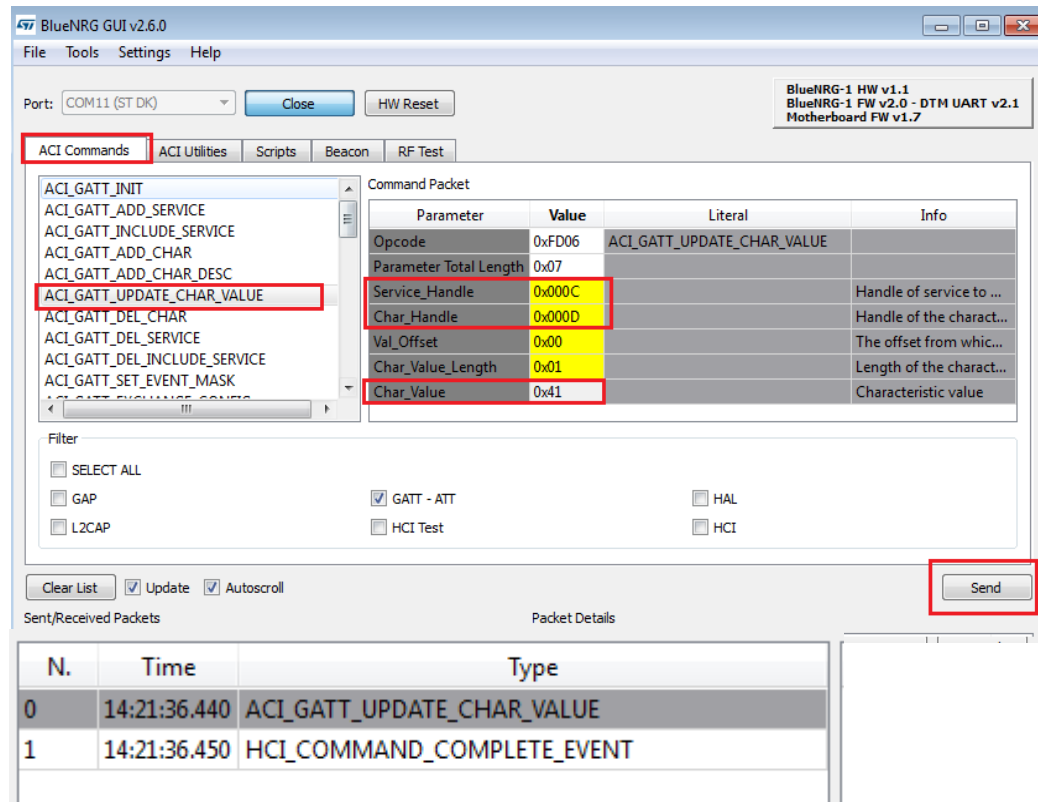 BlueNRG GUI v2.6.0
File Tools Settings Help
Port: COM11 (ST DK) Close HW Reset
BlueNRG-1 HW v1.1
BlueNRG-1 FW v2.0 - DTM UART v2.1
Motherboard FW v1.7
ACI Commands ACI Utilities Scripts Beacon RF Test
ACI_GATT_INIT
ACI_GATT_ADD_SERVICE
ACI_GATT_INCLUDE_SERVICE
ACI_GATT_ADD_CHAR
ACI_GATT_ADD_CHAR_DESC
ACI_GATT_UPDATE_CHAR_VALUE
ACI_GATT_DEL_CHAR
ACI_GATT_DEL_SERVICE
ACI_GATT_DEL_INCLUDE_SERVICE
ACI_GATT_SET_EVENT_MASK
Command Packet
Parameter Value Literal Info
Opcode 0xFD06 ACI_GATT_UPDATE_CHAR_VALUE
Parameter Total Length 0x07
Service_Handle 0x000C Handle of service to ...
Char_Handle 0x000D Handle of the charact...
Val_Offset 0x00 The offset from whic...
Char_Value_Length 0x01 Length of the charact...
Char_Value 0x41 Characteristic value
Filter
SELECT ALL
GAP GATT - ATT HAL
L2CAP HCI Test HCI
Clear List Update Autoscroll Send
Sent/Received Packets Packet Details
N. Time Type
0 14:21:36.440 ACI_GATT_UPDATE_CHAR_VALUE
1 14:21:36.450 HCI_COMMAND_COMPLETE_EVENT